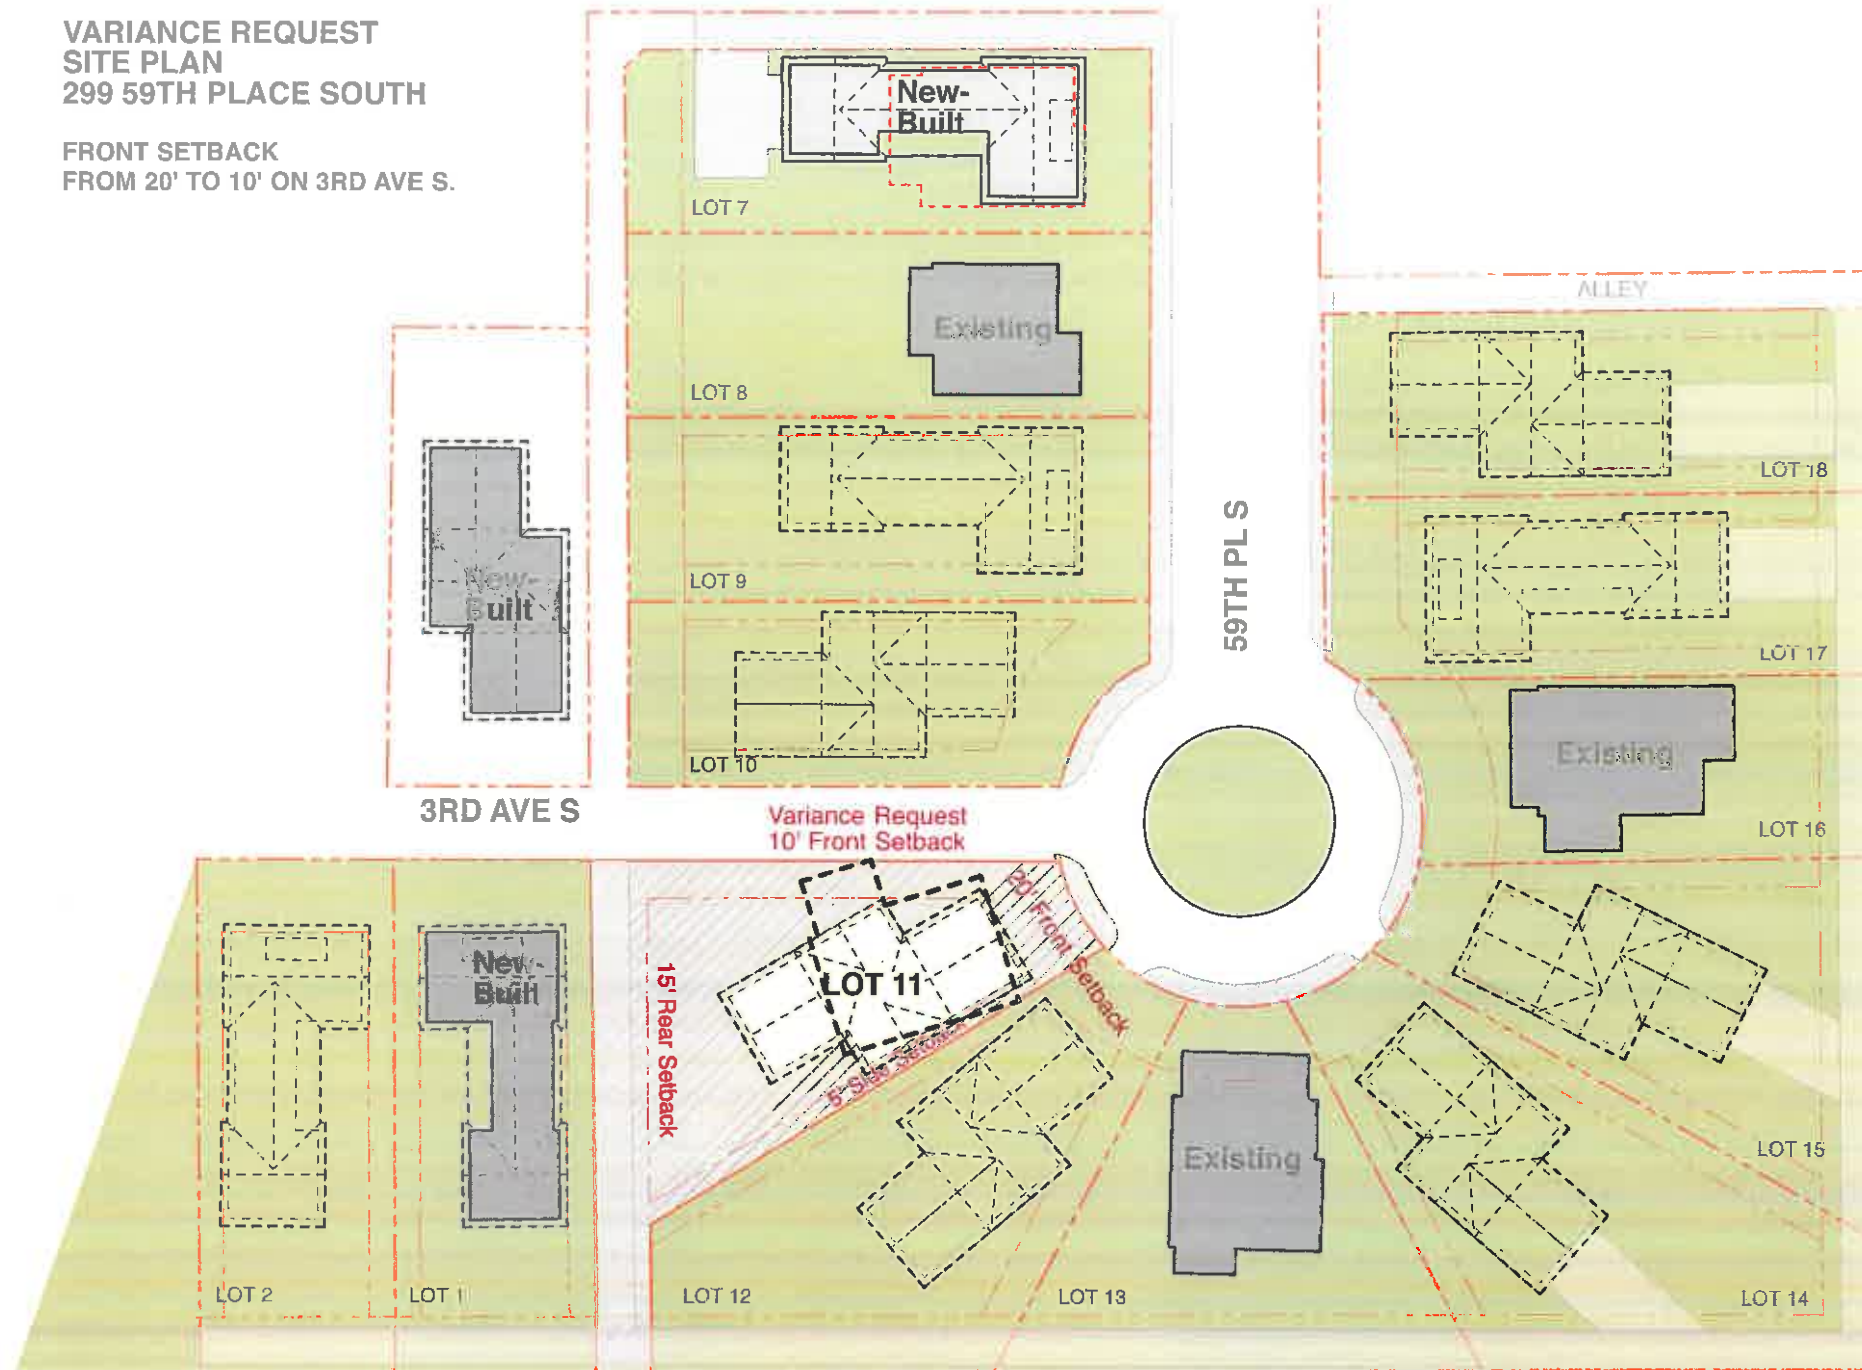 VARIANCE REQUEST
SITE PLAN
299 59TH PLACE SOUTH
FRONT SETBACK
FROM 20' TO 10' ON 3RD AVE S.
New-
Built
LOT 7
Existing
LOT 8
LOT 9
LOT 10
New-
Built
3RD AVE S
59TH PL S
ALLEY
LOT 18
LOT 17
Existing
LOT 16
Variance Request
10' Front Setback
20' Front Setback
LOT 11
15' Rear Setback
5' Side Setback
New-
Built
LOT 2
LOT 1
LOT 12
Existing
LOT 13
LOT 15
LOT 14